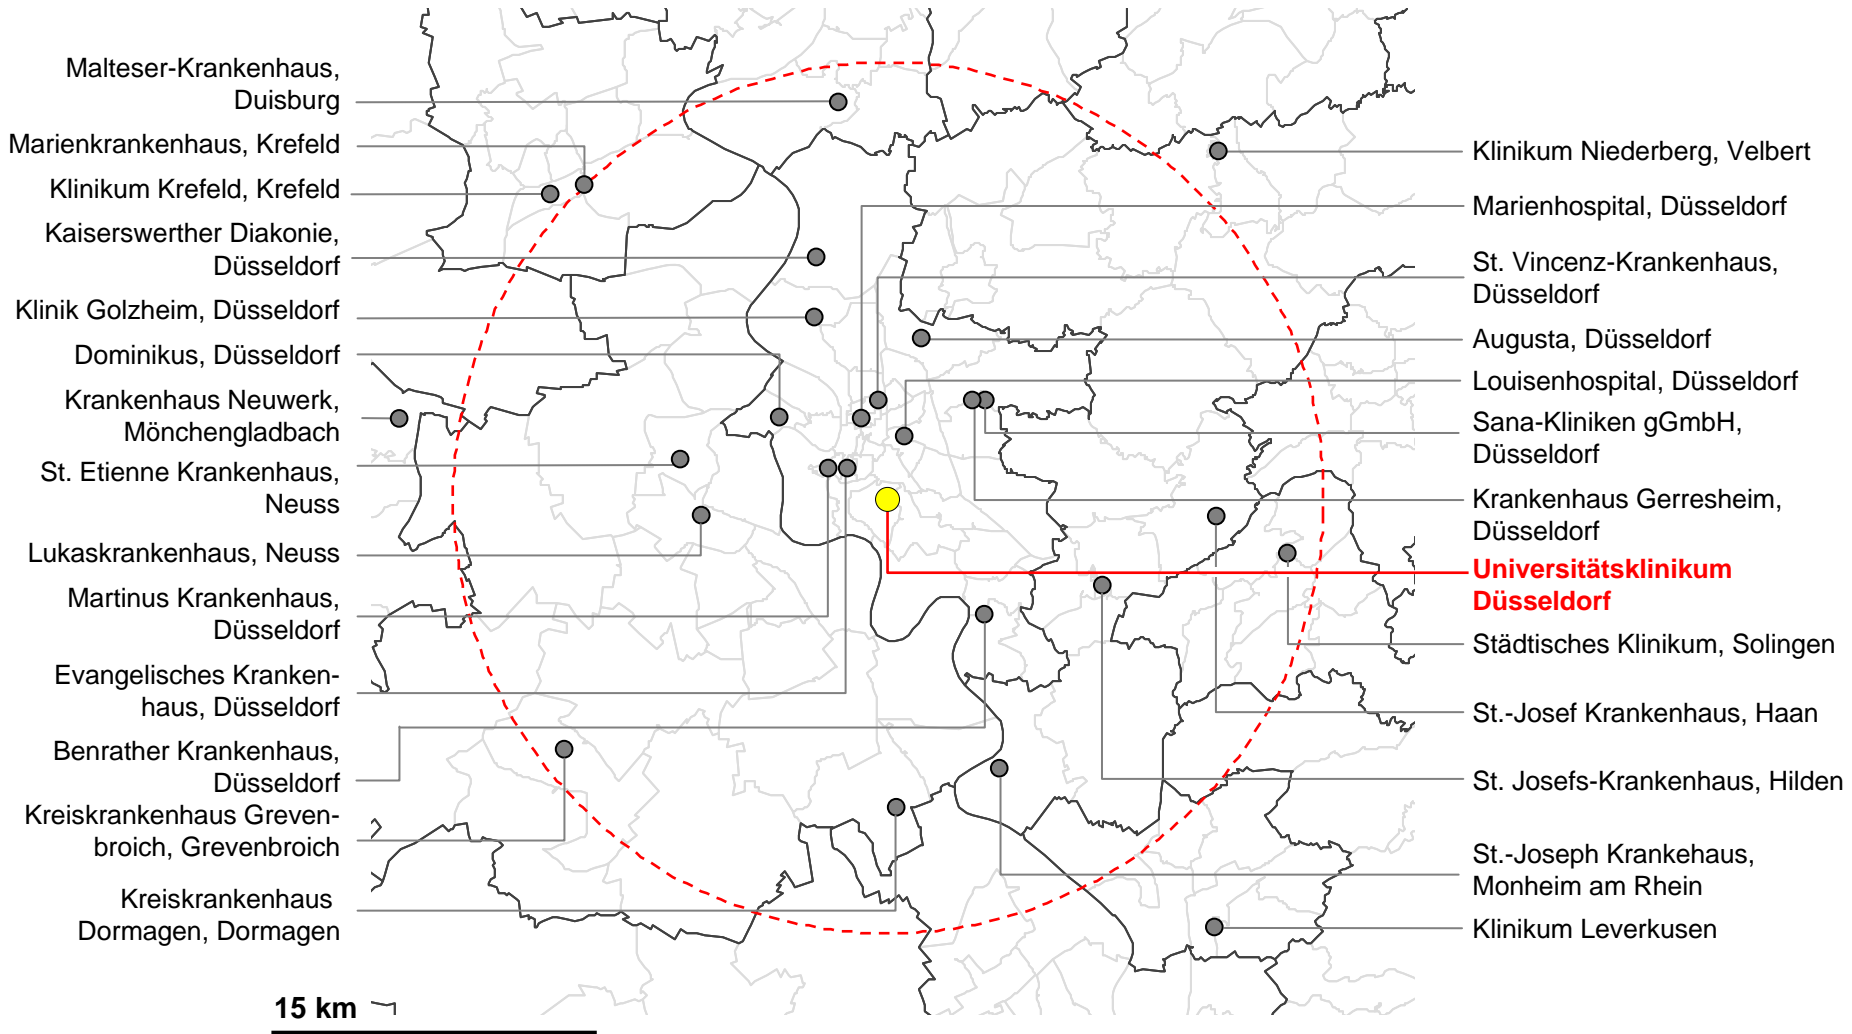 Malteser-Krankenhaus,
Duisburg
Marienkrankenhaus, Krefeld
Klinikum Krefeld, Krefeld
Kaiserswerther Diakonie,
Düsseldorf
Klinik Golzheim, Düsseldorf
Dominikus, Düsseldorf
Krankenhaus Neuwerk,
Mönchengladbach
St. Etienne Krankenhaus,
Neuss
Lukaskrankenhaus, Neuss
Martinus Krankenhaus,
Düsseldorf
Evangelisches Kranken-
haus, Düsseldorf
Benrather Krankenhaus,
Düsseldorf
Kreiskrankenhaus Greven-
broich, Grevenbroich
Kreiskrankenhaus
Dormagen, Dormagen
15 km
Klinikum Niederberg, Velbert
Marienhospital, Düsseldorf
St. Vincenz-Krankenhaus,
Düsseldorf
Augusta, Düsseldorf
Louisenhospital, Düsseldorf
Sana-Kliniken gGmbH,
Düsseldorf
Krankenhaus Gerresheim,
Düsseldorf
Universitätsklinikum
Düsseldorf
Städtisches Klinikum, Solingen
St.-Josef Krankenhaus, Haan
St. Josefs-Krankenhaus, Hilden
St.-Joseph Krankehaus,
Monheim am Rhein
Klinikum Leverkusen